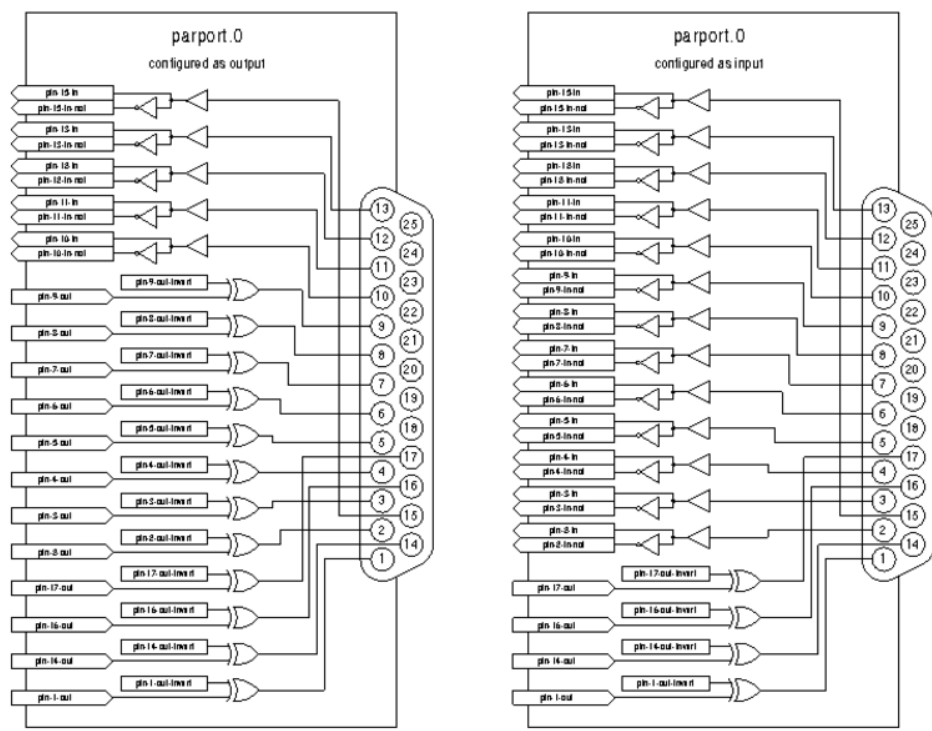 parport.0
configured as output
pin-15-in
pin-15-in-not
pin-13-in
pin-13-in-not
pin-12-in
pin-12-in-not
pin-11-in
pin-11-in-not
pin-10-in
pin-10-in-not
pin-9-out-invert
pin-9-out
pin-8-out-invert
pin-8-out
pin-7-out-invert
pin-7-out
pin-6-out-invert
pin-6-out
pin-5-out-invert
pin-5-out
pin-4-out-invert
pin-4-out
pin-3-out-invert
pin-3-out
pin-2-out-invert
pin-2-out
pin-17-out-invert
pin-17-out
pin-16-out-invert
pin-16-out
pin-14-out-invert
pin-14-out
pin-1-out-invert
pin-1-out
13
25
12
24
11
23
10
22
9
21
8
20
7
19
6
18
5
17
4
16
3
15
2
14
1
parport.0
configured as input
pin-15-in
pin-15-in-not
pin-13-in
pin-13-in-not
pin-12-in
pin-12-in-not
pin-11-in
pin-11-in-not
pin-10-in
pin-10-in-not
pin-9-in
pin-9-in-not
pin-8-in
pin-8-in-not
pin-7-in
pin-7-in-not
pin-6-in
pin-6-in-not
pin-5-in
pin-5-in-not
pin-4-in
pin-4-in-not
pin-3-in
pin-3-in-not
pin-2-in
pin-2-in-not
pin-17-out-invert
pin-17-out
pin-16-out-invert
pin-16-out
pin-14-out-invert
pin-14-out
pin-1-out-invert
pin-1-out
13
25
12
24
11
23
10
22
9
21
8
20
7
19
6
18
5
17
4
16
3
15
2
14
1